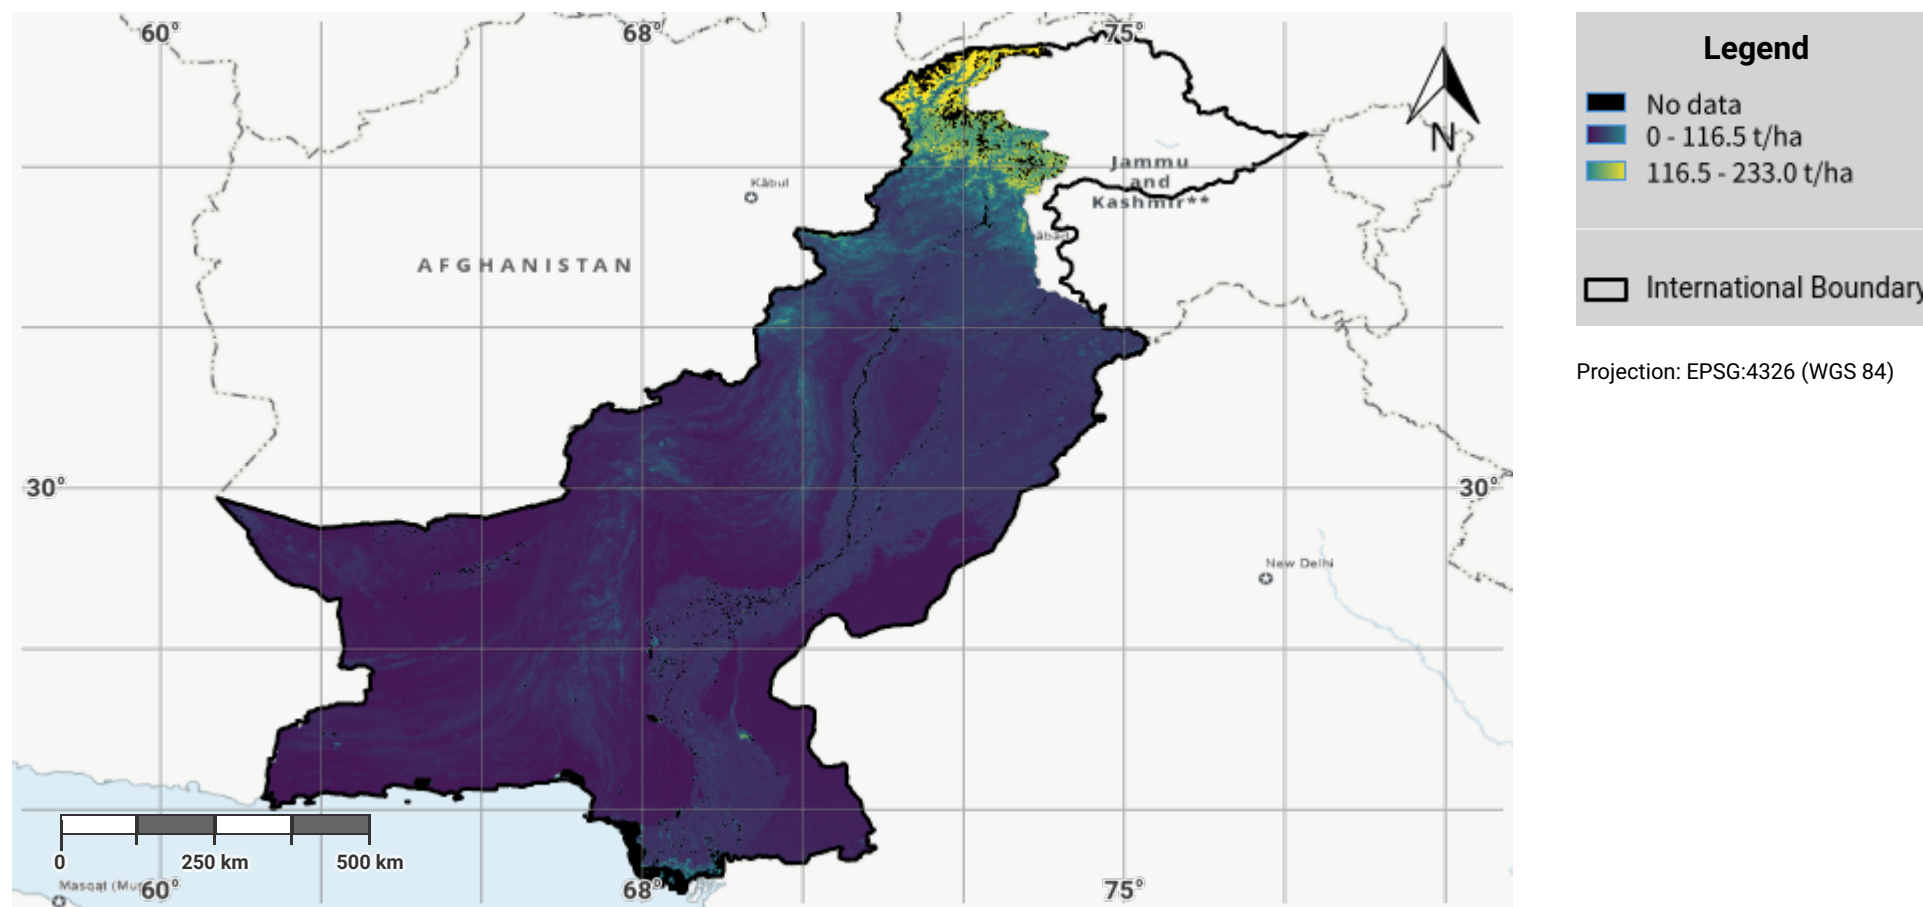 60°
68°
75°
Legend
No data
0 - 116.5 t/ha
116.5 - 233.0 t/ha
International Boundary
N
Projection: EPSG:4326 (WGS 84)
Jammu
and
Kashmir**
Kābul
AFGHANISTAN
30°
30°
New Delhi
0
250 km
500 km
Masqat
60°
68°
75°